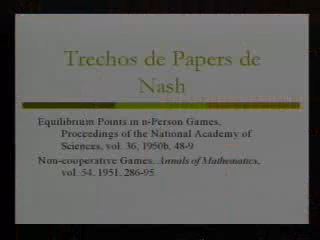 Trechos de Papers de
Nash
Equilibrium Points in n-Person Games,
Proceedings of the National Academy of
Sciences, vol. 36, 1950b, 48-9
Non-cooperative Games, Annals of Mathematics,
vol. 54, 1951, 286-95